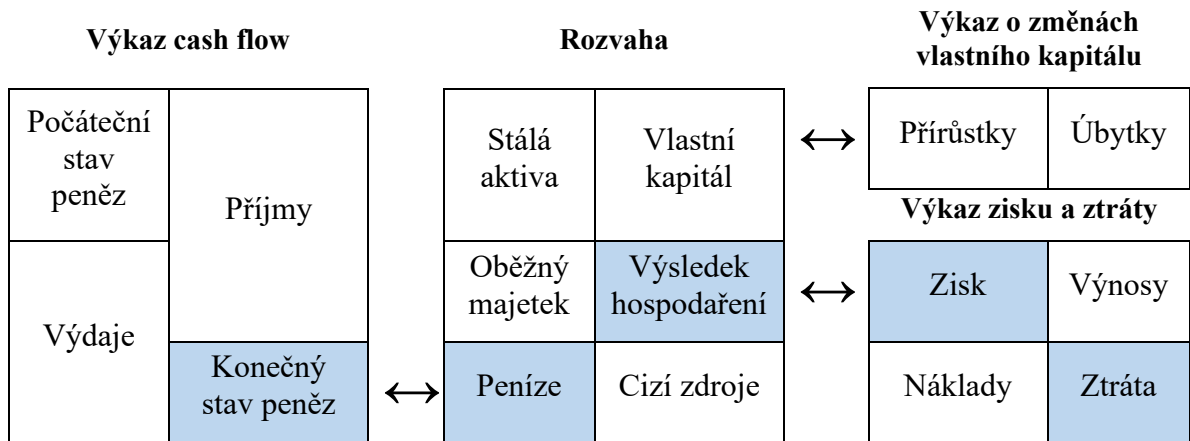 Výkaz cash flow
Rozvaha
Výkaz o změnách
vlastního kapitálu
Počáteční
stav
peněz
Příjmy
Výdaje
Konečný
stav peněz
Stálá
aktiva
Vlastní
kapitál
Oběžný
majetek
Výsledek
hospodaření
Peníze
Cizí zdroje
Přírůstky
Úbytky
Výkaz zisku a ztráty
Zisk
Výnosy
Náklady
Ztráta